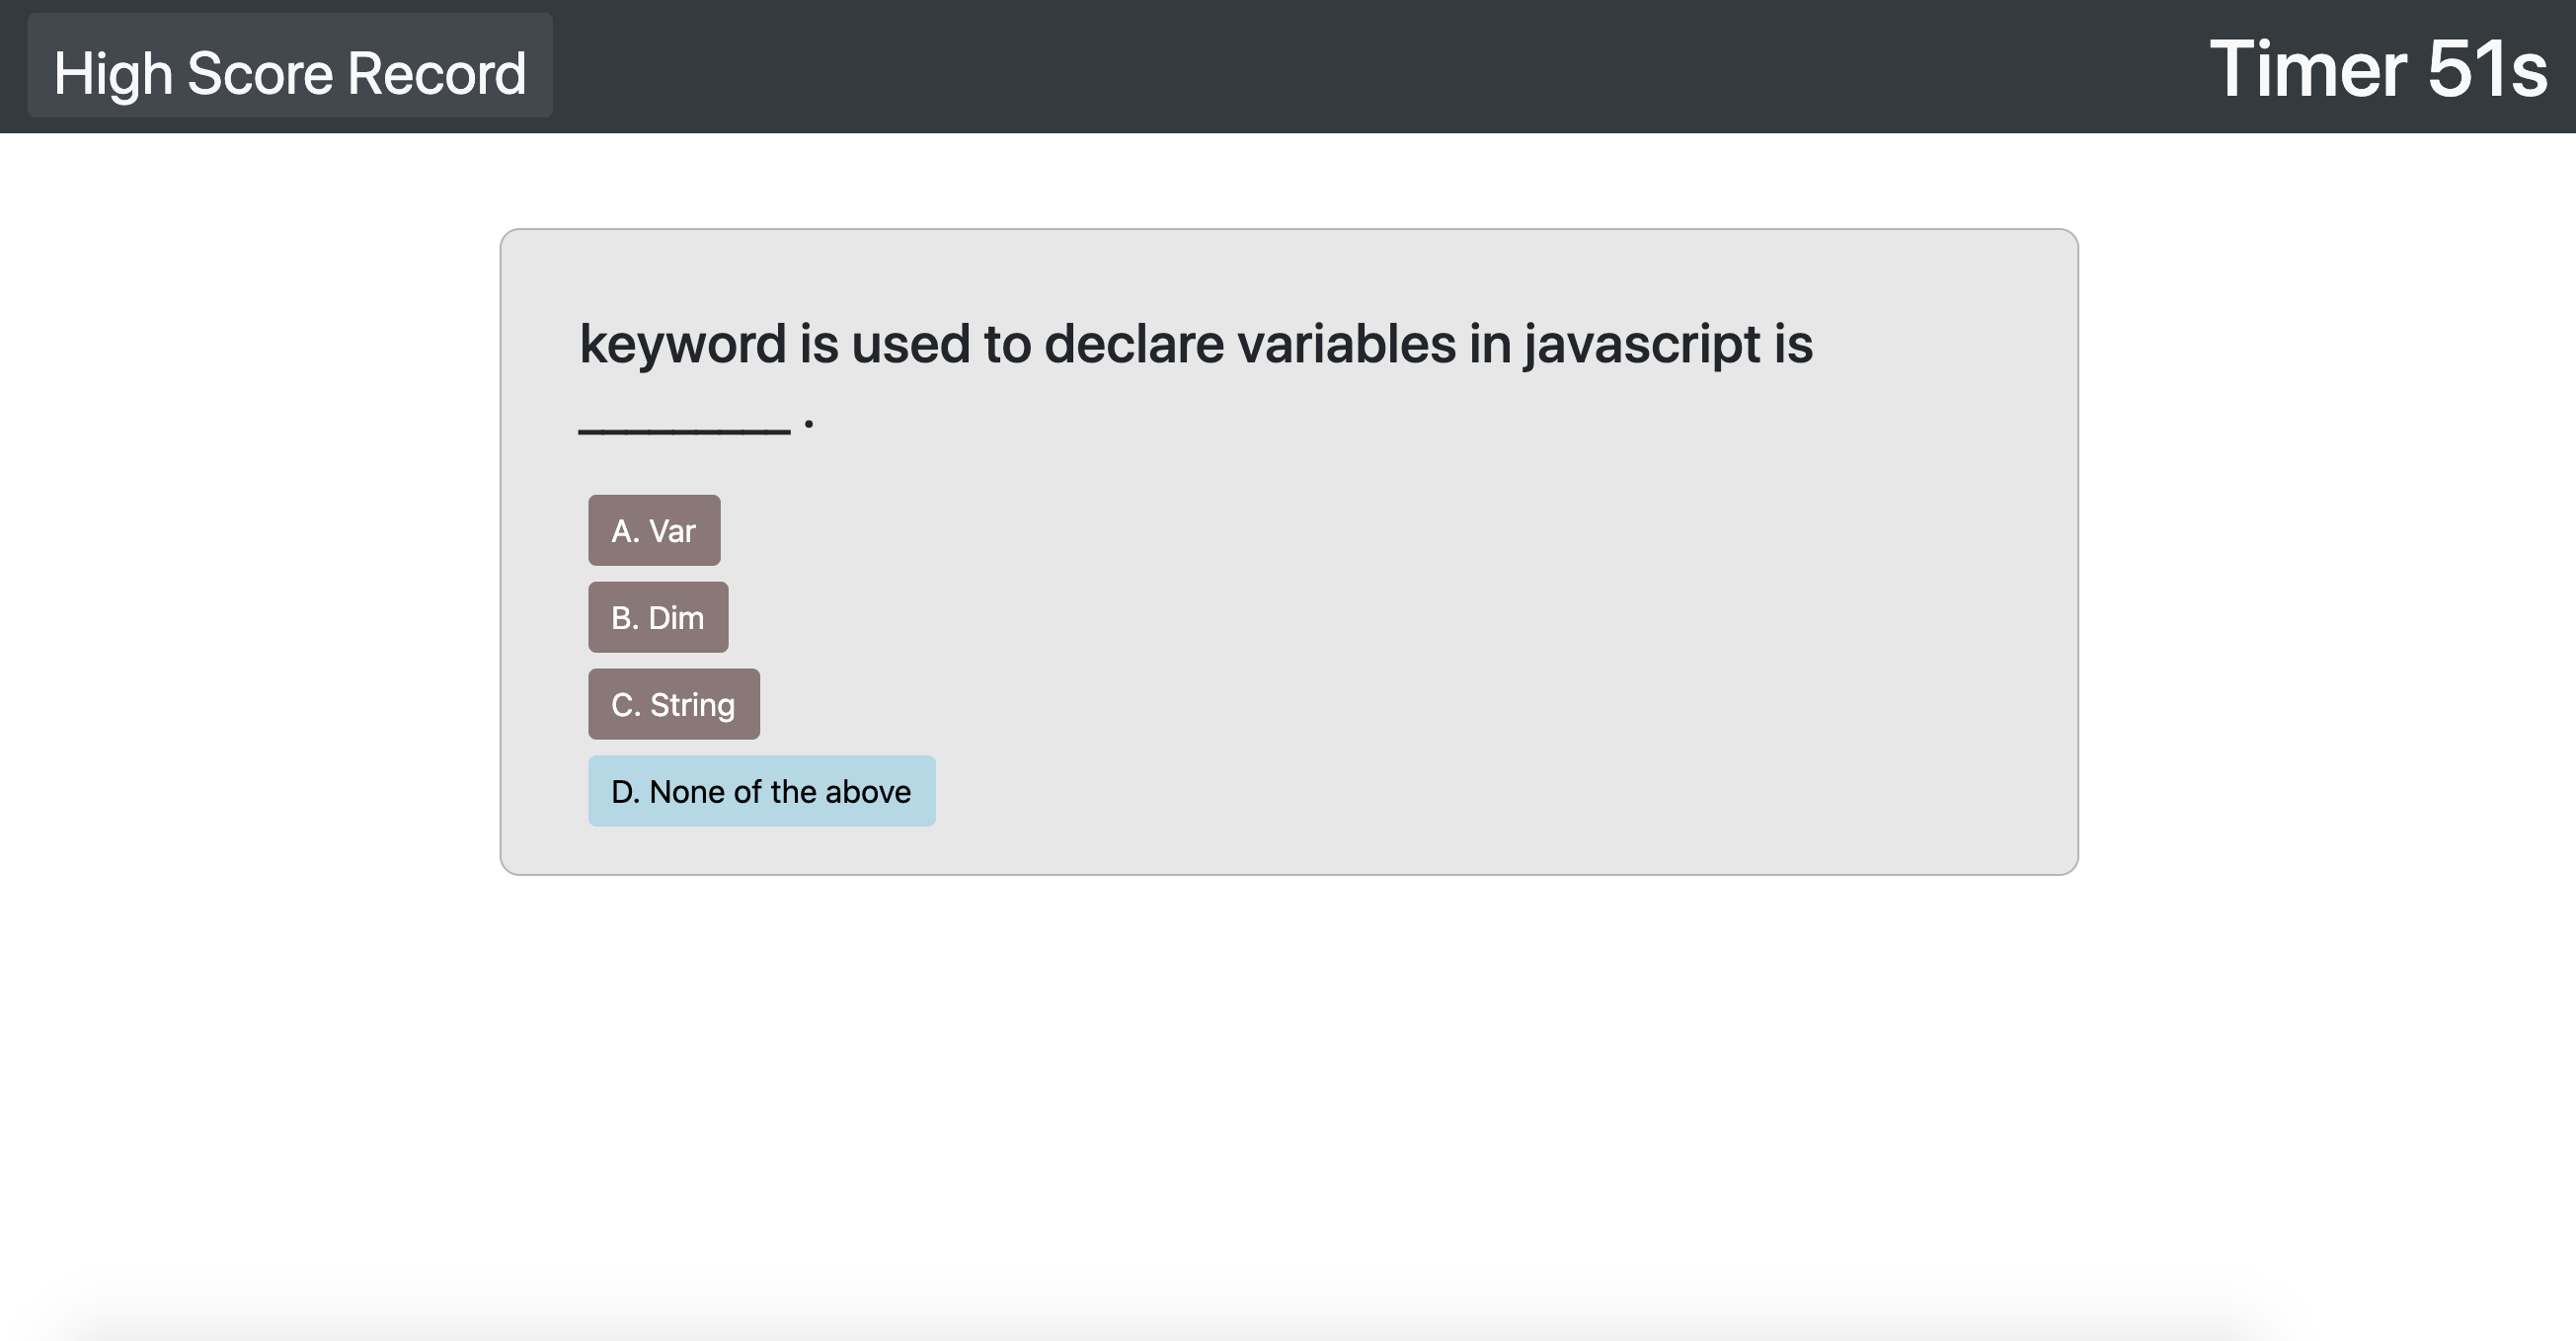 High Score Record
Timer 51s
keyword is used to declare variables in javascript is
_________ .
A. Var
B. Dim
C. String
D. None of the above